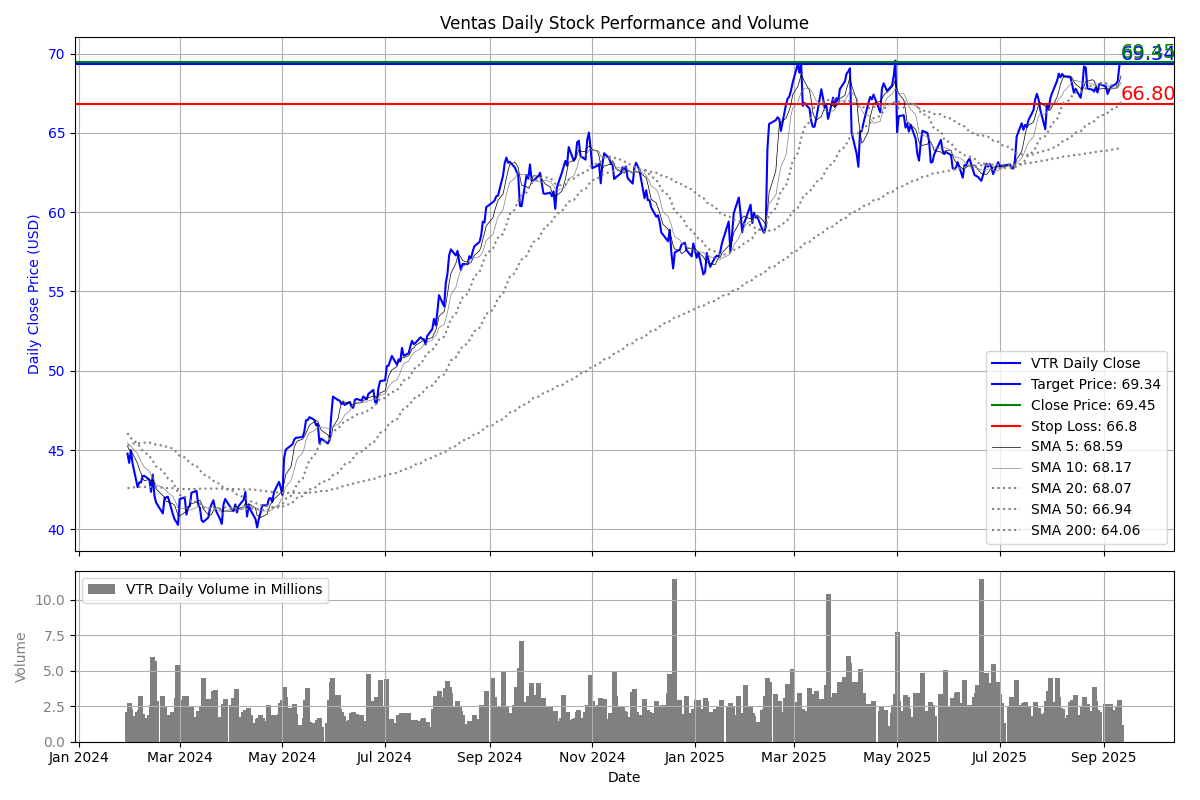 Ventas Daily Stock Performance and Volume
70
65
60
55
50
45
40
Daily Close Price (USD)
69.45
69.34
66.80
VTR Daily Close
Target Price: 69.34
Close Price: 69.45
Stop Loss: 66.8
SMA 5: 68.59
SMA 10: 68.17
SMA 20: 68.07
SMA 50: 66.94
SMA 200: 64.06
VTR Daily Volume in Millions
10.0
7.5
5.0
2.5
0.0
Volume
Jan 2024 Mar 2024 May 2024 Jul 2024 Sep 2024 Nov 2024 Jan 2025 Mar 2025 May 2025 Jul 2025 Sep 2025
Date